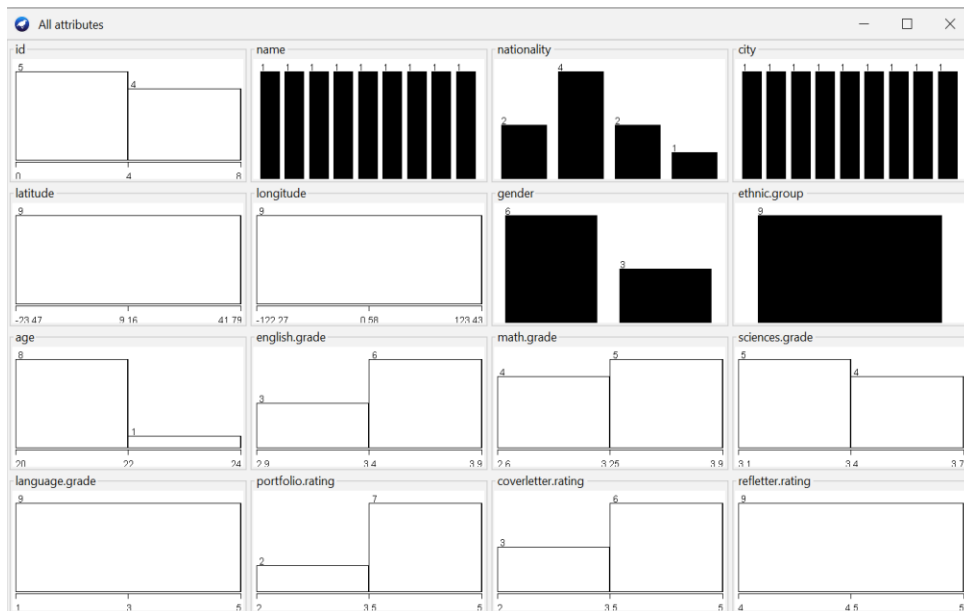 All attributes
id name nationality city
5 4 1 1 1 1 1 1 1 1 1 2 4 2 1 1 1 1 1 1 1 1 1 1
0 4 8
latitude longitude gender ethnic.group
9 9 6 3 9
-23.47 9.16 41.79 -122.27 0.58 123.43
age english.grade math.grade sciences.grade
8 1 3 6 4 5 5 4
20 22 24 2.9 3.4 3.9 2.6 3.25 3.9 3.1 3.4 3.7
language.grade portfolio.rating coverletter.rating refletter.rating
9 2 7 3 6 9
1 3 5 2 3.5 5 2 3.5 5 4 4.5 5